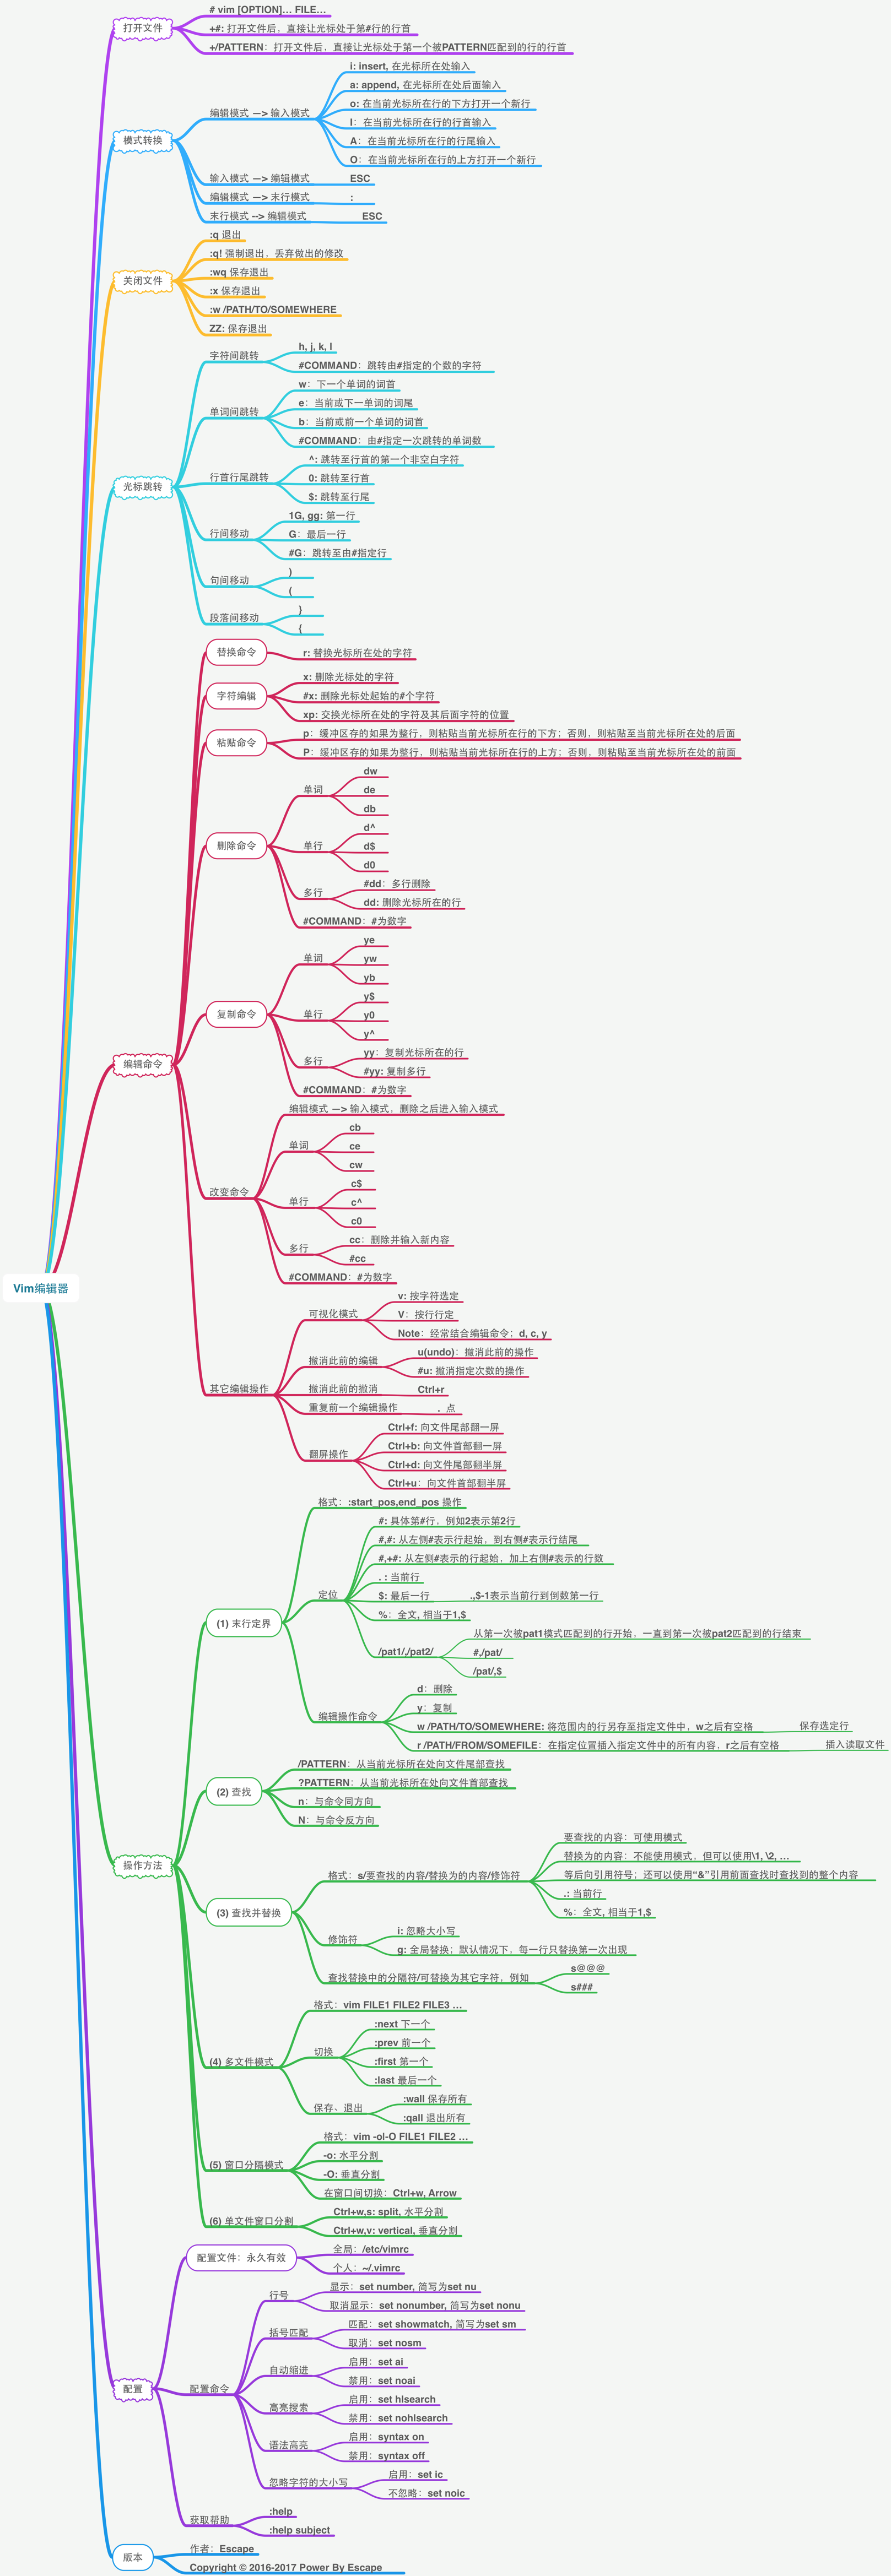 Vim编辑器
打开文件
# vim [OPTION]... FILE...
+#: 打开文件后，直接让光标处于第#行的行首
+/PATTERN：打开文件后，直接让光标处于第一个被PATTERN匹配到的行的行首
模式转换
编辑模式 —> 输入模式
i: insert, 在光标所在处输入
a: append, 在光标所在处后面输入
o: 在当前光标所在行的下方打开一个新行
I：在当前光标所在行的行首输入
A：在当前光标所在行的行尾输入
O：在当前光标所在行的上方打开一个新行
输入模式 —> 编辑模式
ESC
编辑模式 —> 末行模式
:
末行模式 --> 编辑模式
ESC
关闭文件
:q 退出
:q! 强制退出，丢弃做出的修改
:wq 保存退出
:x 保存退出
:w /PATH/TO/SOMEWHERE
ZZ: 保存退出
光标跳转
字符间跳转
h, j, k, l
#COMMAND：跳转由#指定的个数的字符
单词间跳转
w：下一个单词的词首
e：当前或下一单词的词尾
b：当前或前一个单词的词首
#COMMAND：由#指定一次跳转的单词数
行首行尾跳转
^: 跳转至行首的第一个非空白字符
0: 跳转至行首
$: 跳转至行尾
行间移动
1G, gg: 第一行
G：最后一行
#G：跳转至由#指定行
句间移动
)
(
段落间移动
}
{
编辑命令
替换命令
r: 替换光标所在处的字符
字符编辑
x: 删除光标处的字符
#x: 删除光标处起始的#个字符
xp: 交换光标所在处的字符及其后面字符的位置
粘贴命令
p：缓冲区存的如果为整行，则粘贴当前光标所在行的下方；否则，则粘贴至当前光标所在处的后面
P：缓冲区存的如果为整行，则粘贴当前光标所在行的上方；否则，粘贴至当前光标所在处的前面
删除命令
单词
dw
de
db
单行
d^
d$
d0
多行
#dd：多行删除
dd: 删除光标所在的行
#COMMAND：#为数字
复制命令
单词
ye
yw
yb
单行
y$
y0
y^
多行
yy：复制光标所在的行
#yy: 复制多行
#COMMAND：#为数字
改变命令
编辑模式 —> 输入模式，删除之后进入输入模式
单词
cb
ce
cw
单行
c$
c^
c0
多行
cc：删除并输入新内容
#cc
#COMMAND：#为数字
其它编辑操作
可视化模式
v: 按字符选定
V：按行行定
Note：经常结合编辑命令；d, c, y
撤消此前的编辑
u(undo)：撤消此前的操作
#u: 撤消指定次数的操作
撤消此前的撤消
Ctrl+r
重复前一个编辑操作
. 点
翻屏操作
Ctrl+f: 向文件尾部翻一屏
Ctrl+b: 向文件首部翻一屏
Ctrl+d: 向文件尾部翻半屏
Ctrl+u：向文件首部翻半屏
操作方法
(1) 末行定界
格式：:start_pos,end_pos 操作
定位
#: 具体第#行，例如2表示第2行
#,#: 从左侧#表示行起始，到右侧#表示行结尾
#,+#: 从左侧#表示的行起始，加上右侧#表示的行数
. : 当前行
$: 最后一行
.,$-1表示当前行到倒数第一行
%：全文, 相当于1,$
/pat1/,/pat2/
从第一次被pat1模式匹配到的行开始，一直到第一次被pat2匹配到的行结束
#,/pat/
/pat/,$
编辑操作命令
d：删除
y：复制
w /PATH/TO/SOMEWHERE: 将范围内的行另存至指定文件中，w之后有空格
保存选定行
r /PATH/FROM/SOMEFILE：在指定位置插入指定文件中的所有内容，r之后有空格
插入读取文件
(2) 查找
/PATTERN：从当前光标所在处向文件尾部查找
?PATTERN：从当前光标所在处向文件首部查找
n：与命令同方向
N：与命令反方向
(3) 查找并替换
格式：s/要查找的内容/替换为的内容/修饰符
要查找的内容：可使用模式
替换为的内容：不能使用模式，但可以使用\1, \2, ...
等后向引用符号；还可以使用“&”引用前面查找时查找到的整个内容
.: 当前行
%：全文, 相当于1,$
修饰符
i: 忽略大小写
g: 全局替换；默认情况下，每一行只替换第一次出现
查找替换中的分隔符/可替换为其它字符，例如
s@@@
s###
(4) 多文件模式
格式：vim FILE1 FILE2 FILE3 ...
切换
:next 下一个
:prev 前一个
:first 第一个
:last 最后一个
保存、退出
:wall 保存所有
:qall 退出所有
(5) 窗口分隔模式
格式：vim -o|-O FILE1 FILE2 ...
-o: 水平分割
-O: 垂直分割
在窗口间切换：Ctrl+w, Arrow
(6) 单文件窗口分割
Ctrl+w,s: split, 水平分割
Ctrl+w,v: vertical, 垂直分割
配置
配置文件：永久有效
全局：/etc/vimrc
个人：~/.vimrc
配置命令
行号
显示：set number, 简写为set nu
取消显示：set nonumber, 简写为set nonu
括号匹配
匹配：set showmatch, 简写为set sm
取消：set nosm
自动缩进
启用：set ai
禁用：set noai
高亮搜索
启用：set hlsearch
禁用：set nohlsearch
语法高亮
启用：syntax on
禁用：syntax off
忽略字符的大小写
启用：set ic
不忽略：set noic
获取帮助
:help
:help subject
版本
作者：Escape
Copyright © 2016-2017 Power By Escape